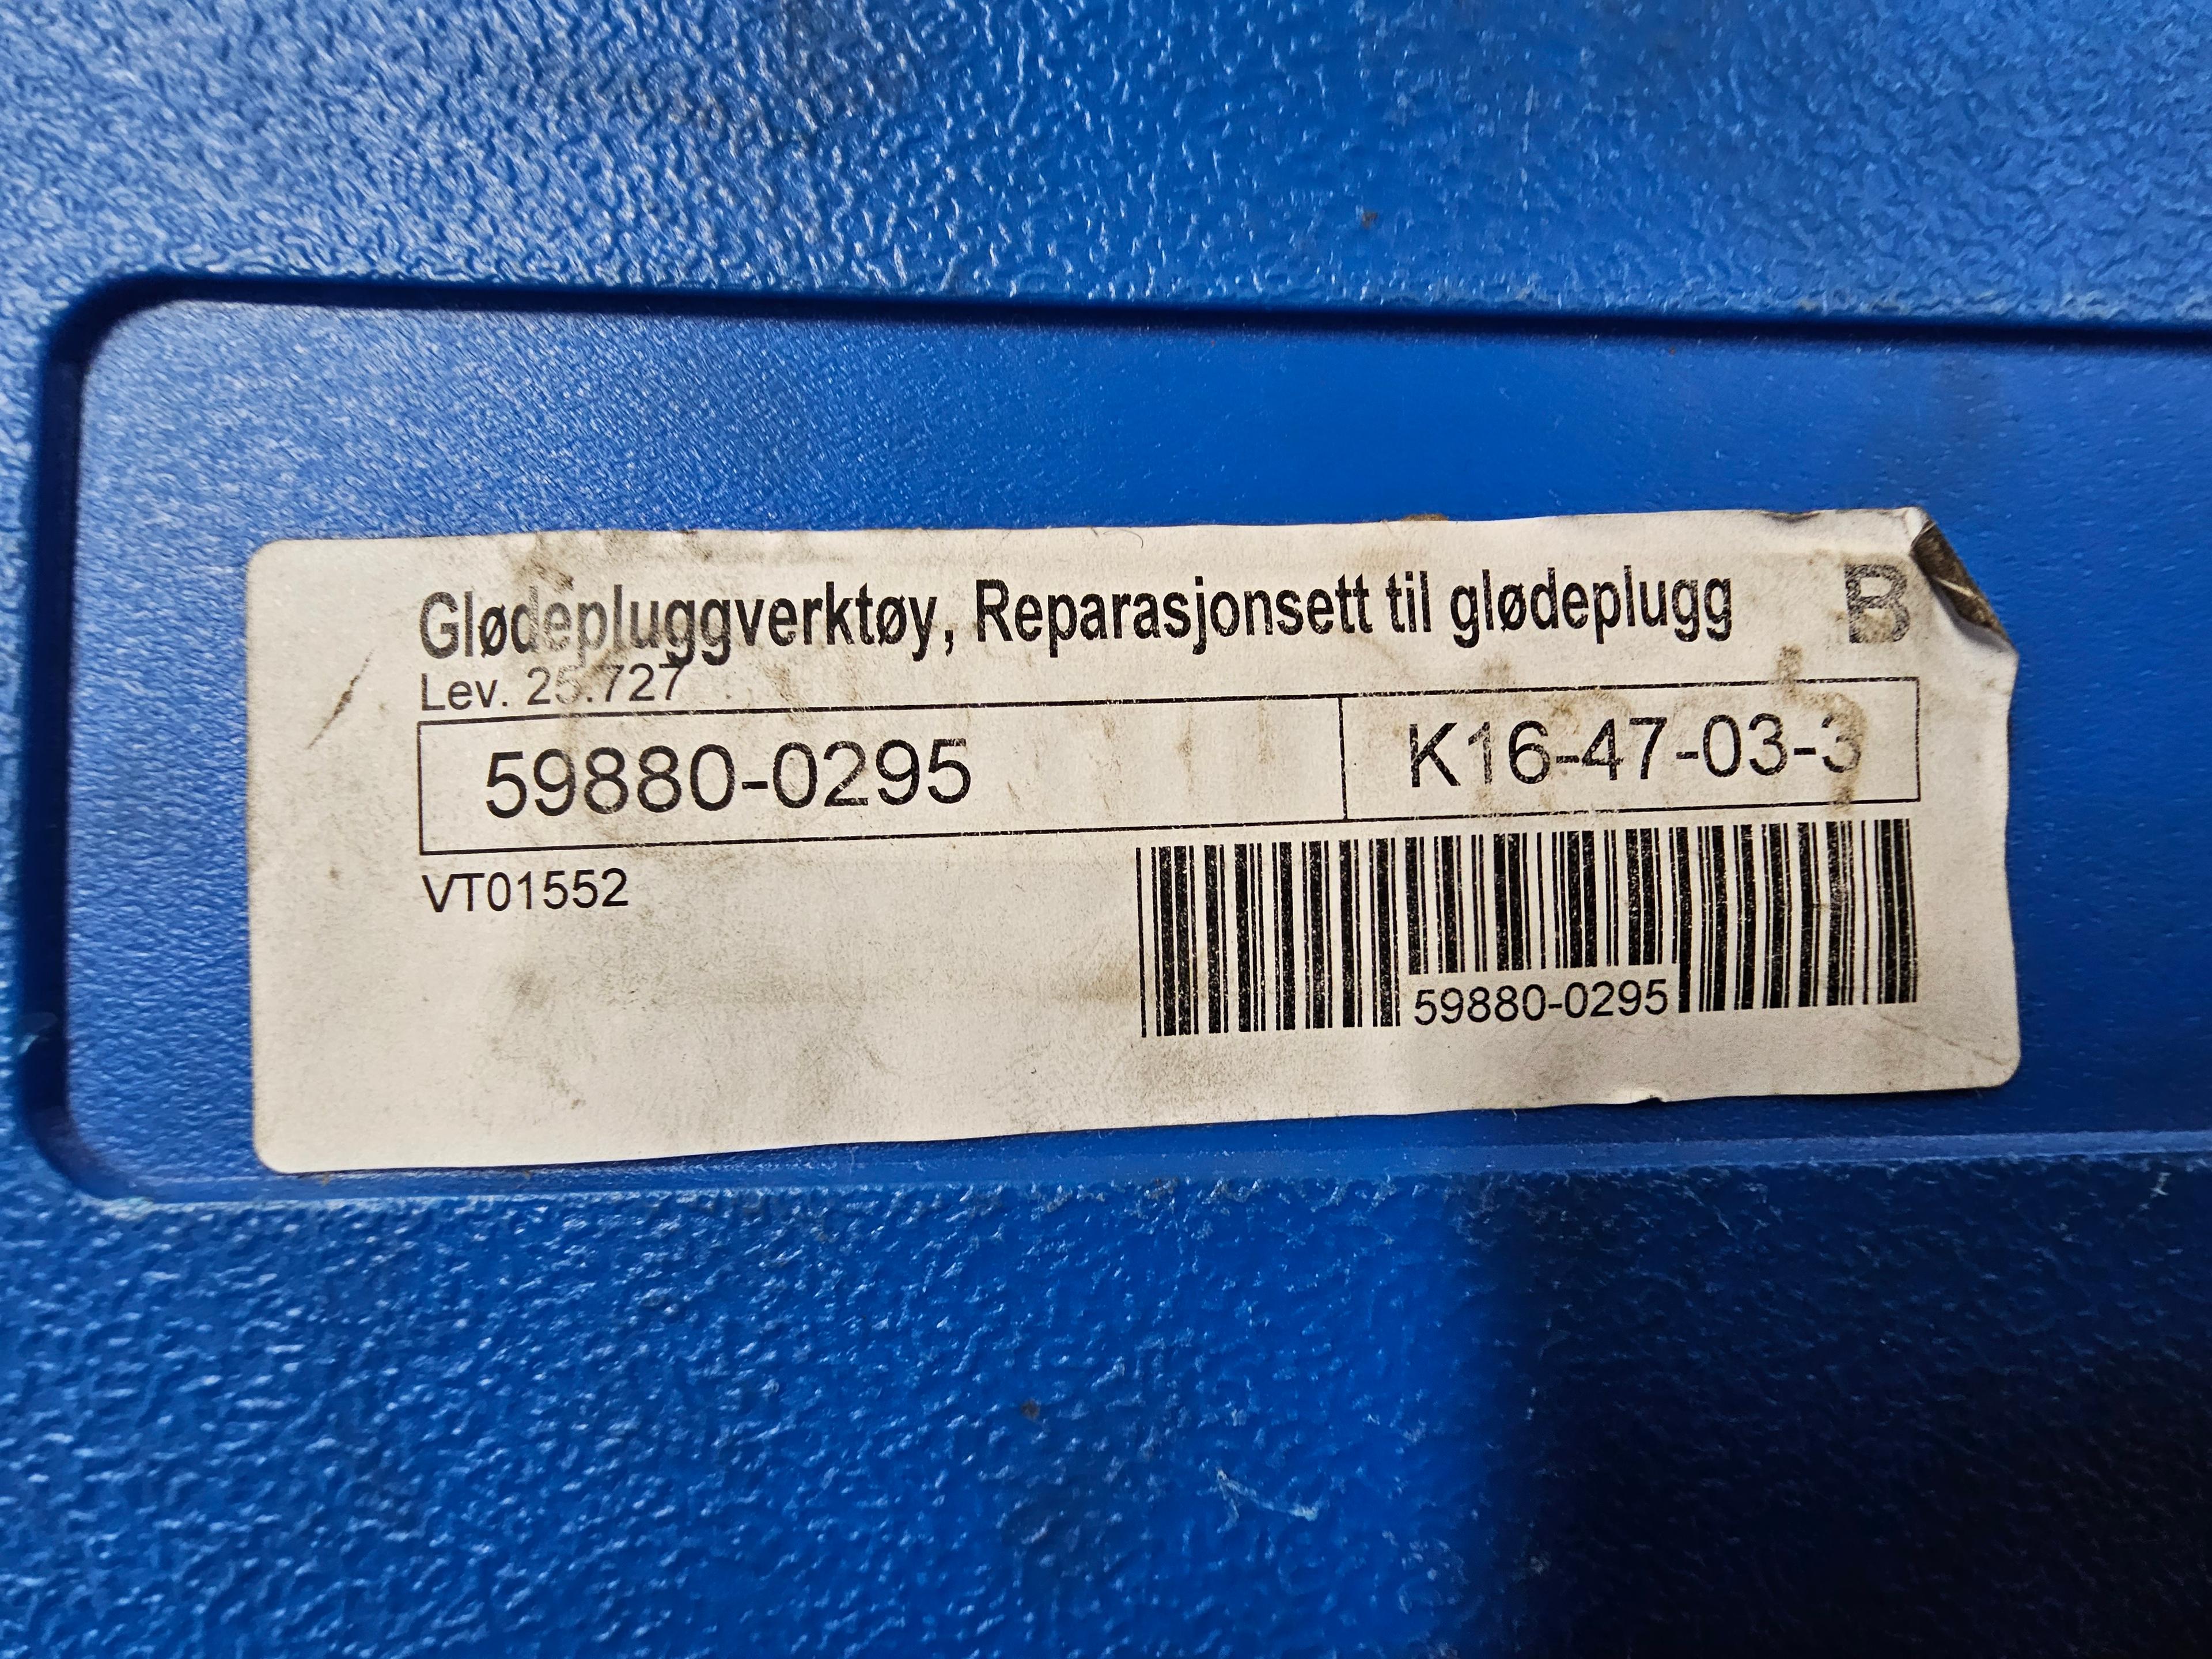 Glødepluggverktøy, Reparasjonsett til glødeplugg B
Lev. 25.727
59880-0295 K16-47-03-3
VT01552
59880-0295